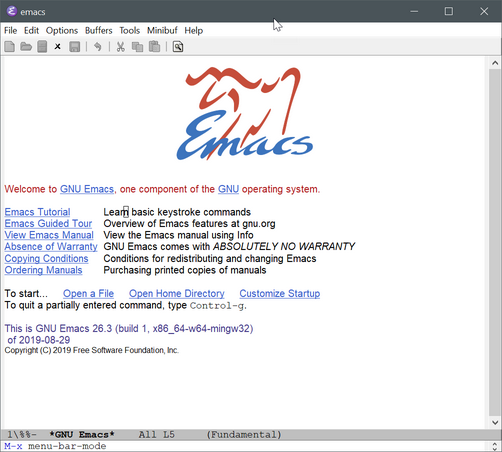 emacs
File Edit Options Buffers Tools Minibuf Help
Emacs
Welcome to GNU Emacs, one component of the GNU operating system.
Emacs Tutorial Learn basic keystroke commands
Emacs Guided Tour Overview of Emacs features at gnu.org
View Emacs Manual View the Emacs manual using Info
Absence of Warranty GNU Emacs comes with ABSOLUTELY NO WARRANTY
Copying Conditions Conditions for redistributing and changing Emacs
Ordering Manuals Purchasing printed copies of manuals
To start... Open a File Open Home Directory Customize Startup
To quit a partially entered command, type Control-g.
This is GNU Emacs 26.3 (build 1, x86_64-w64-mingw32)
of 2019-08-29
Copyright (C) 2019 Free Software Foundation, Inc.
1\%%- *GNU Emacs* All L5 (Fundamental)
M-x menu-bar-mode